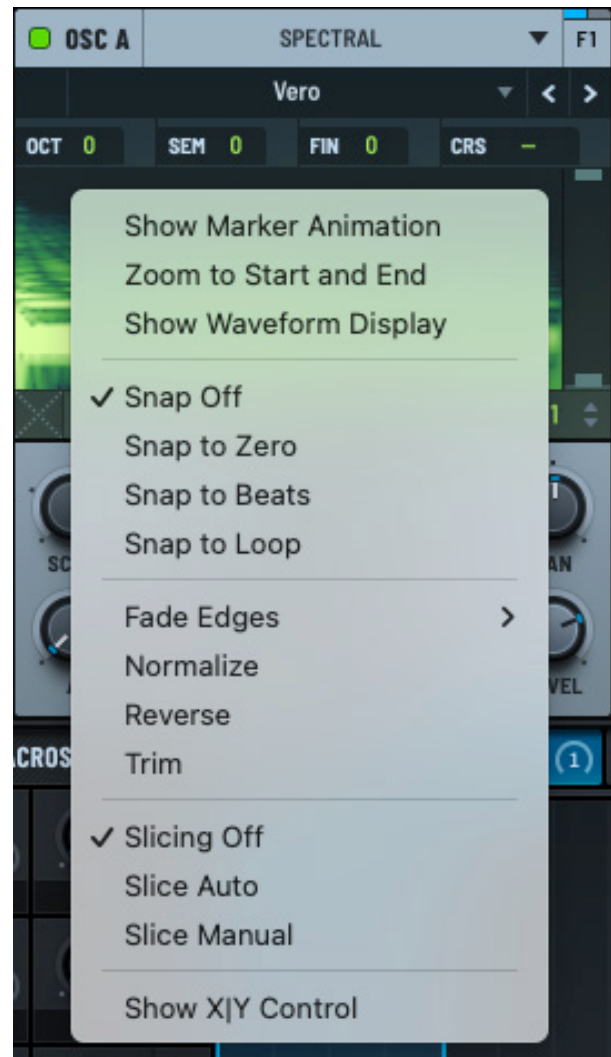 OSC A SPECTRAL F1
Vero < >
OCT 0 SEM 0 FIN 0 CRS –
Show Marker Animation
Zoom to Start and End
Show Waveform Display
✓ Snap Off
1
Snap to Zero
Snap to Beats
Snap to Loop
Fade Edges >
Normalize
Reverse
Trim
1
✓ Slicing Off
Slice Auto
Slice Manual
Show X|Y Control